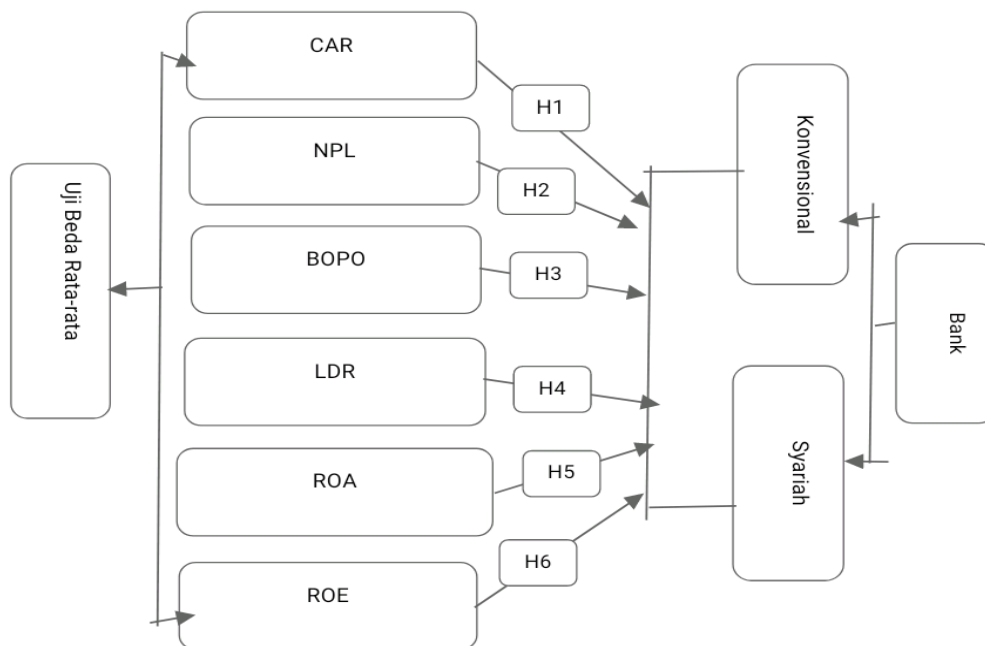 CAR
H1
NPL
H2
BOPO
H3
LDR
H4
ROA
H5
ROE
H6
Uji Beda Rata-rata
Konvensional
Syariah
Bank